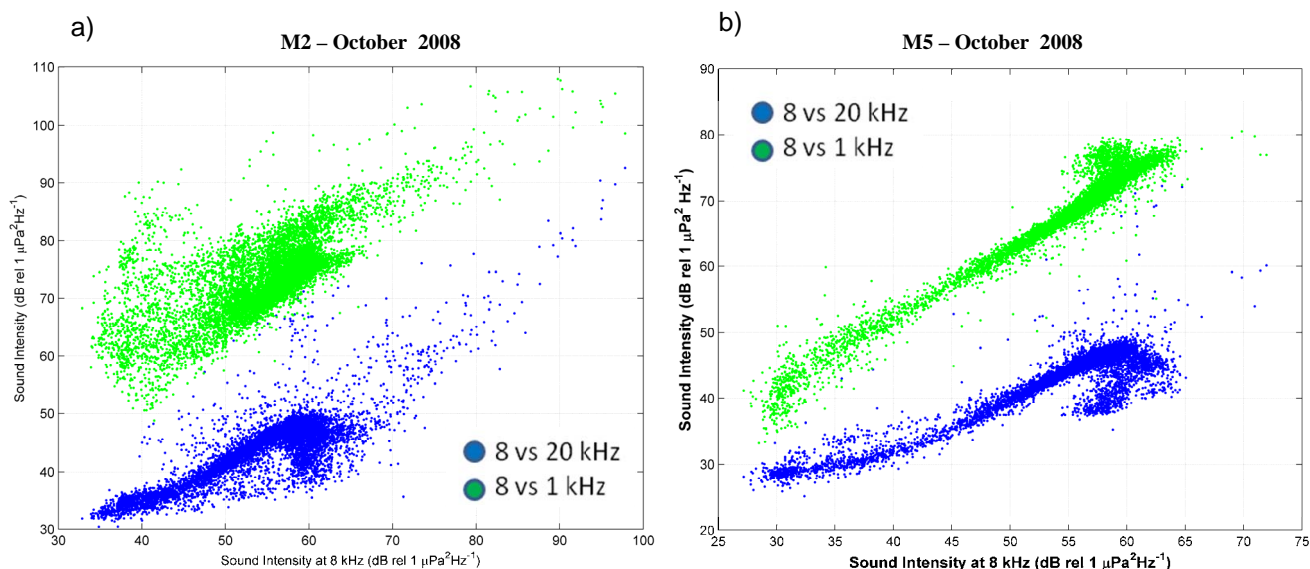 a)
M2 – October 2008
110
100
90
80
70
60
50
40
30
30 40 50 60 70 80 90 100
Sound Intensity (dB rel 1 μPa²Hz⁻¹)
Sound Intensity at 8 kHz (dB rel 1 μPa²Hz⁻¹)
8 vs 20 kHz
8 vs 1 kHz
b)
M5 – October 2008
90
80
70
60
50
40
30
20
25 30 35 40 45 50 55 60 65 70 75
Sound Intensity (dB rel 1 μPa² Hz⁻¹)
Sound Intensity at 8 kHz (dB rel 1 μPa²Hz⁻¹)
8 vs 20 kHz
8 vs 1 kHz